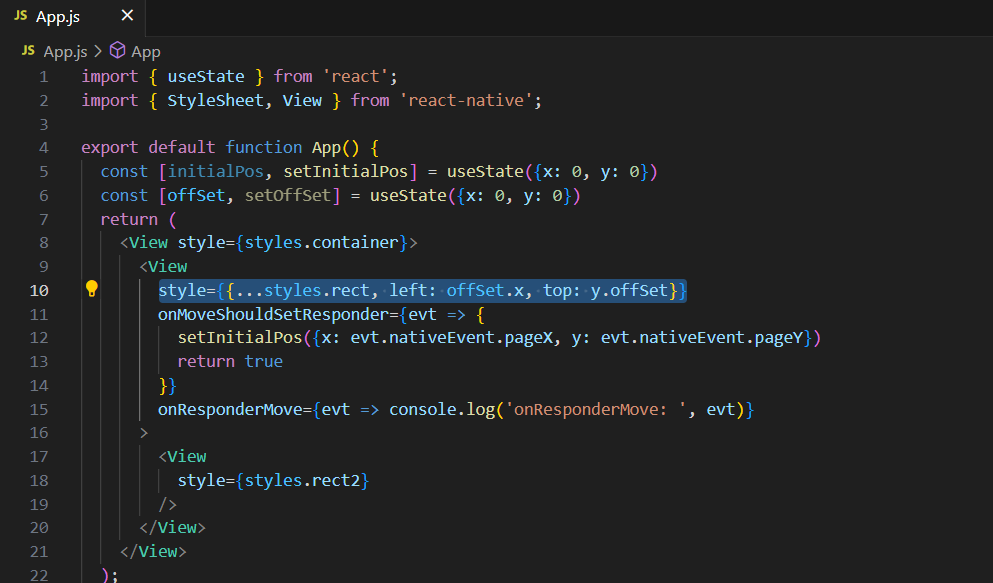 JS App.js ×
JS App.js > App
1 import { useState } from 'react';
2 import { StyleSheet, View } from 'react-native';
3
4 export default function App() {
5   const [initialPos, setInitialPos] = useState({x: 0, y: 0})
6   const [offSet, setOffSet] = useState({x: 0, y: 0})
7   return (
8     <View style={styles.container}>
9       <View
10         style={{...styles.rect, left: offSet.x, top: y.offSet}}
11         onMoveShouldSetResponder={evt => {
12           setInitialPos({x: evt.nativeEvent.pageX, y: evt.nativeEvent.pageY})
13           return true
14         }}
15         onResponderMove={evt => console.log('onResponderMove: ', evt)}
16       >
17         <View
18           style={styles.rect2}
19         />
20       </View>
21     </View>
22   );